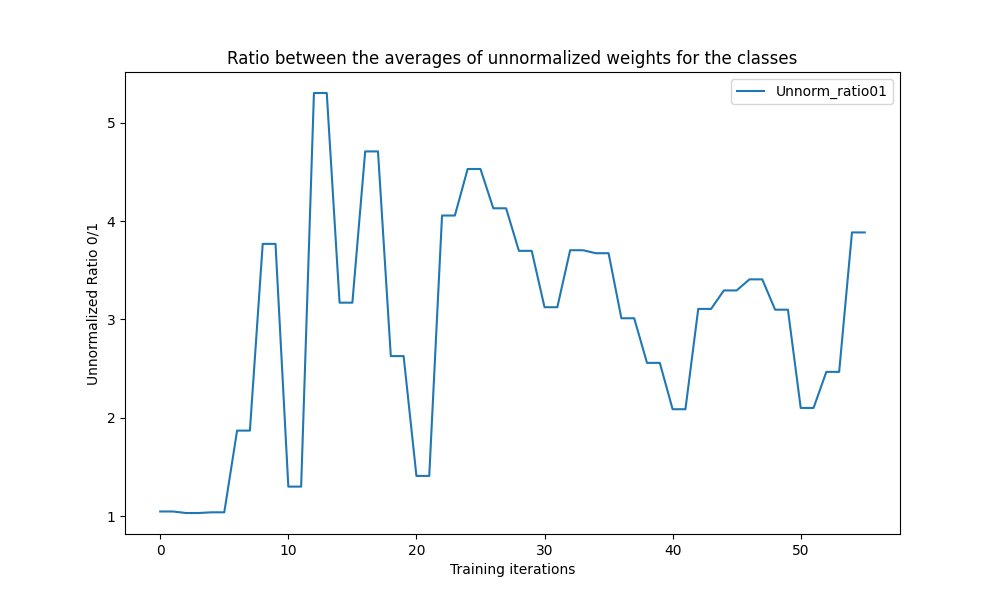 Ratio between the averages of unnormalized weights for the classes
Unnorm_ratio01
Unnormalized Ratio 0/1
5
4
3
2
1
0 10 20 30 40 50
Training iterations